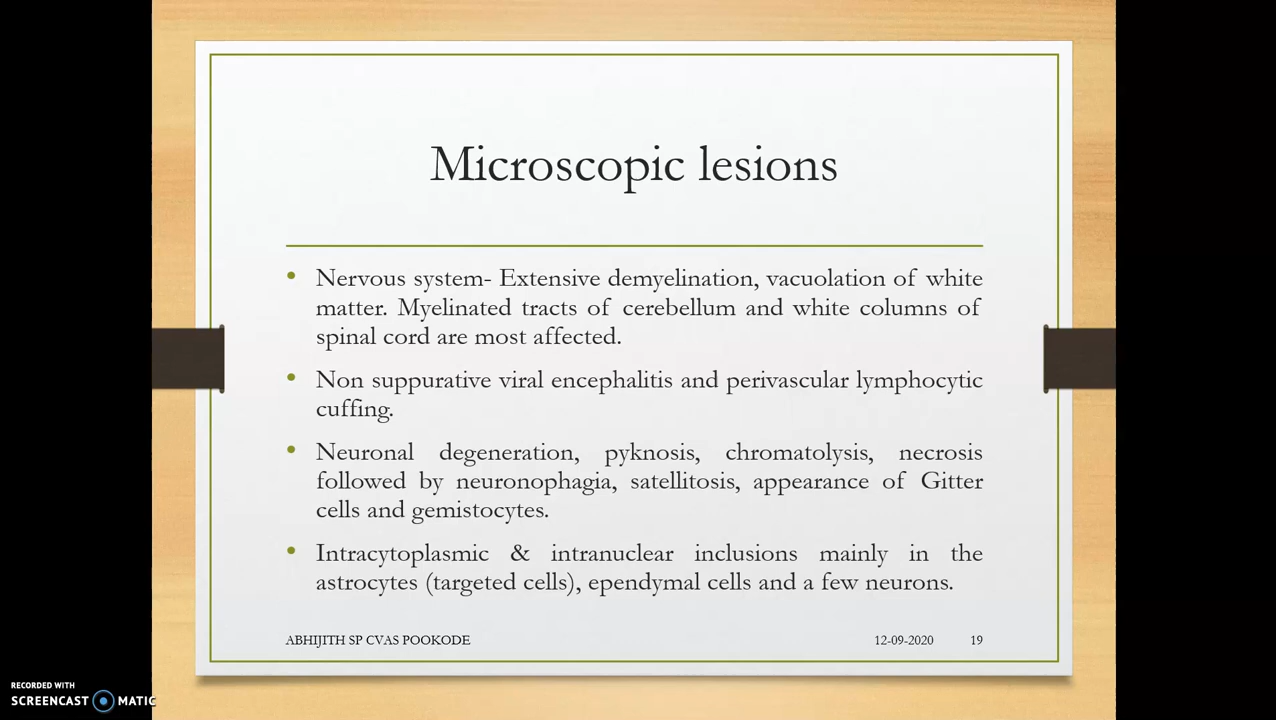 Microscopic lesions
• Nervous system- Extensive demyelination, vacuolation of white
matter. Myelinated tracts of cerebellum and white columns of
spinal cord are most affected.
• Non suppurative viral encephalitis and perivascular lymphocytic
cuffing.
• Neuronal degeneration, pyknosis, chromatolysis, necrosis
followed by neuronophagia, satellitosis, appearance of Gitter
cells and gemistocytes.
• Intracytoplasmic & intranuclear inclusions mainly in the
astrocytes (targeted cells), ependymal cells and a few neurons.
ABHIJITH SP CVAS POOKODE 12-09-2020 19
RECORDED WITH
SCREENCAST MATIC